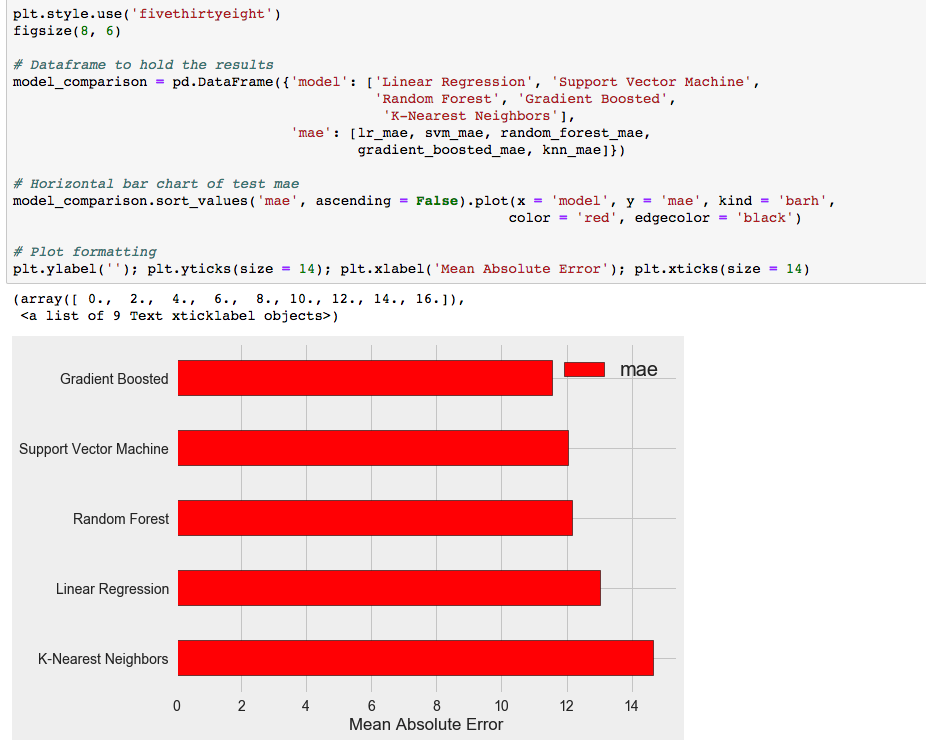 plt.style.use('fivethirtyeight')
figsize(8, 6)
# Dataframe to hold the results
model_comparison = pd.DataFrame({'model': ['Linear Regression', 'Support Vector Machine',
'Random Forest', 'Gradient Boosted',
'K-Nearest Neighbors'],
'mae': [lr_mae, svm_mae, random_forest_mae,
gradient_boosted_mae, knn_mae]})
# Horizontal bar chart of test mae
model_comparison.sort_values('mae', ascending = False).plot(x = 'model', y = 'mae', kind = 'barh',
color = 'red', edgecolor = 'black')
# Plot formatting
plt.ylabel(''); plt.yticks(size = 14); plt.xlabel('Mean Absolute Error'); plt.xticks(size = 14)
(array([ 0., 2., 4., 6., 8., 10., 12., 14., 16.]),
<a list of 9 Text xticklabel objects>)
mae
Gradient Boosted
Support Vector Machine
Random Forest
Linear Regression
K-Nearest Neighbors
0 2 4 6 8 10 12 14
Mean Absolute Error